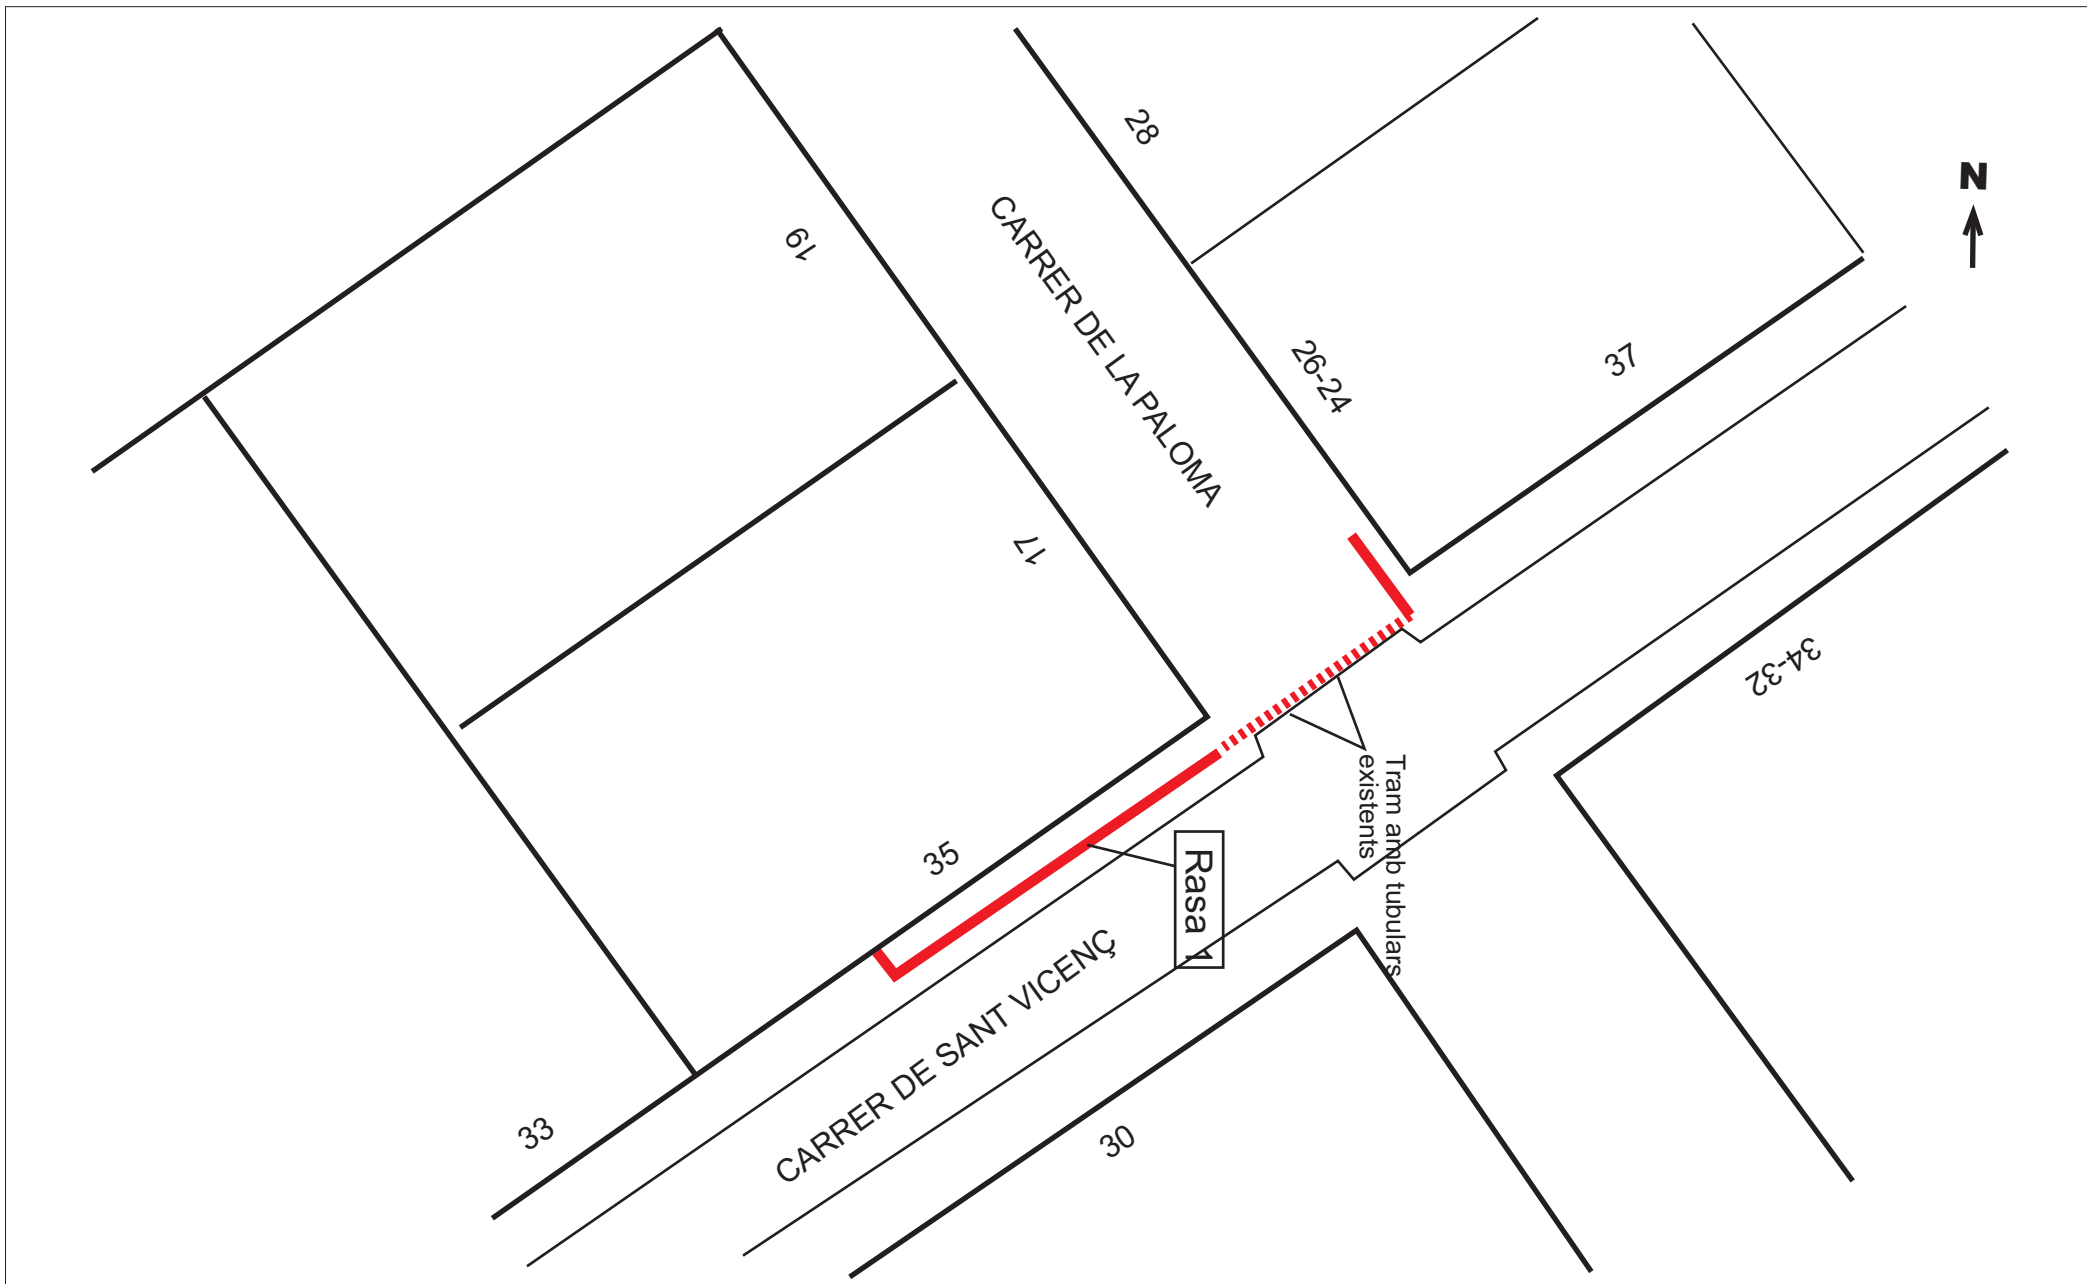 28
N
19
CARRER DE LA PALOMA
26-24
37
17
34-32
Tram amb tubulars
existents
35
Rasa 1
CARRER DE SANT VICENÇ
33
30